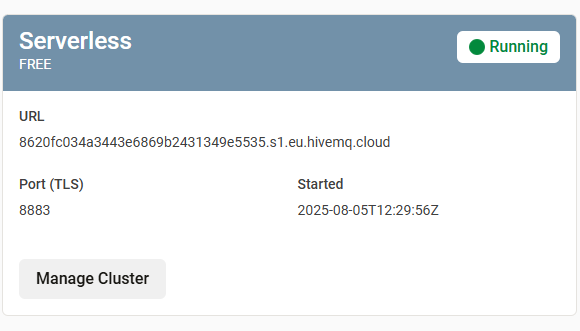 Serverless
Running
FREE
URL
8620fc034a3443e6869b2431349e5535.s1.eu.hivemq.cloud
Port (TLS)
Started
8883
2025-08-05T12:29:56Z
Manage Cluster